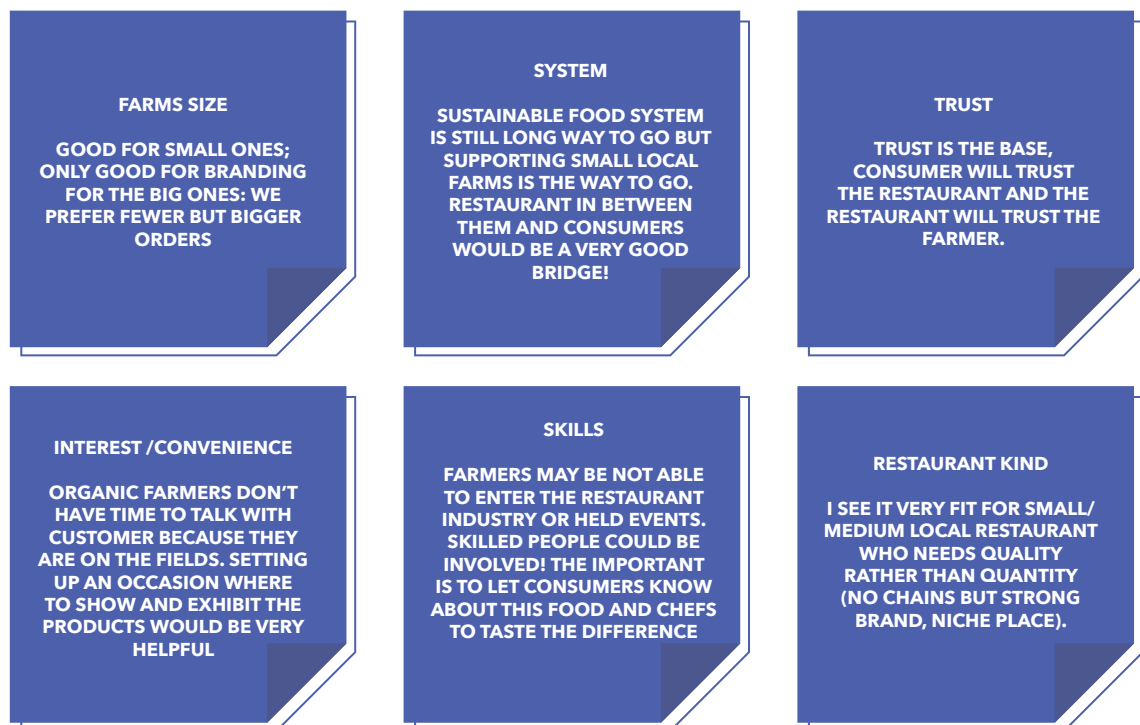 FARMS SIZE
GOOD FOR SMALL ONES;
ONLY GOOD FOR BRANDING
FOR THE BIG ONES: WE
PREFER FEWER BUT BIGGER
ORDERS
SYSTEM
SUSTAINABLE FOOD SYSTEM
IS STILL LONG WAY TO GO BUT
SUPPORTING SMALL LOCAL
FARMS IS THE WAY TO GO.
RESTAURANT IN BETWEEN
THEM AND CONSUMERS
WOULD BE A VERY GOOD
BRIDGE!
TRUST
TRUST IS THE BASE,
CONSUMER WILL TRUST
THE RESTAURANT AND THE
RESTAURANT WILL TRUST THE
FARMER.
INTEREST /CONVENIENCE
ORGANIC FARMERS DON'T
HAVE TIME TO TALK WITH
CUSTOMER BECAUSE THEY
ARE ON THE FIELDS. SETTING
UP AN OCCASION WHERE
TO SHOW AND EXHIBIT THE
PRODUCTS WOULD BE VERY
HELPFUL
SKILLS
FARMERS MAY BE NOT ABLE
TO ENTER THE RESTAURANT
INDUSTRY OR HELD EVENTS.
SKILLED PEOPLE COULD BE
INVOLVED! THE IMPORTANT
IS TO LET CONSUMERS KNOW
ABOUT THIS FOOD AND CHEFS
TO TASTE THE DIFFERENCE
RESTAURANT KIND
I SEE IT VERY FIT FOR SMALL/
MEDIUM LOCAL RESTAURANT
WHO NEEDS QUALITY
RATHER THAN QUANTITY
(NO CHAINS BUT STRONG
BRAND, NICHE PLACE).